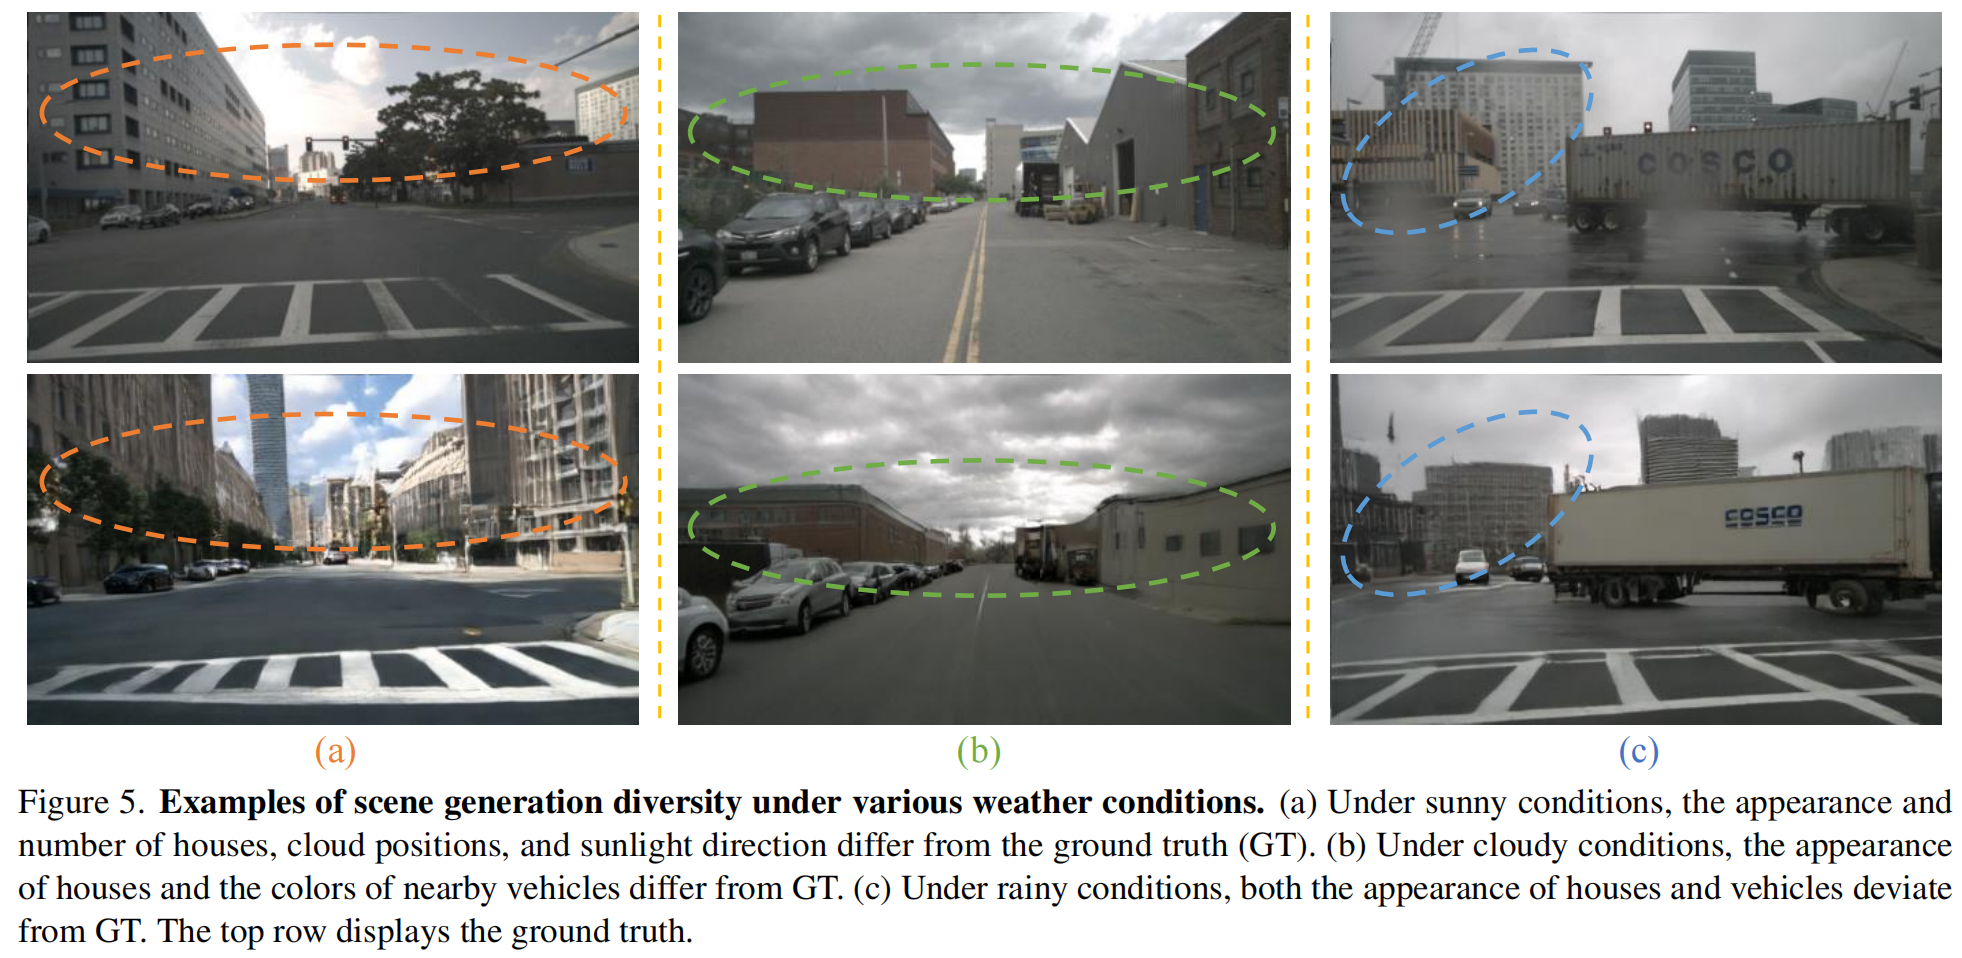 COSCO
COSCO
(a)
(b)
(c)
Figure 5. Examples of scene generation diversity under various weather conditions. (a) Under sunny conditions, the appearance and
number of houses, cloud positions, and sunlight direction differ from the ground truth (GT). (b) Under cloudy conditions, the appearance
of houses and the colors of nearby vehicles differ from GT. (c) Under rainy conditions, both the appearance of houses and vehicles deviate
from GT. The top row displays the ground truth.